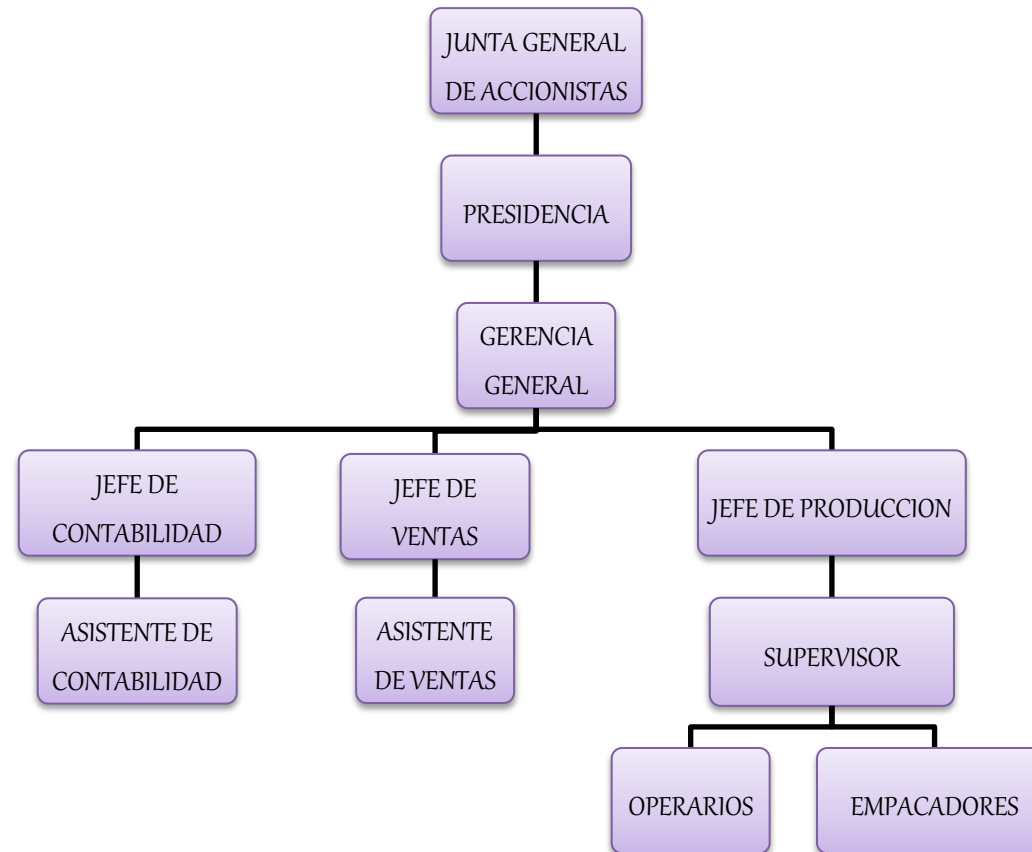 JUNTA GENERAL
DE ACCIONISTAS
PRESIDENCIA
GERENCIA
GENERAL
JEFE DE
CONTABILIDAD
JEFE DE
VENTAS
JEFE DE PRODUCCION
ASISTENTE DE
CONTABILIDAD
ASISTENTE
DE VENTAS
SUPERVISOR
OPERARIOS
EMPACADORES